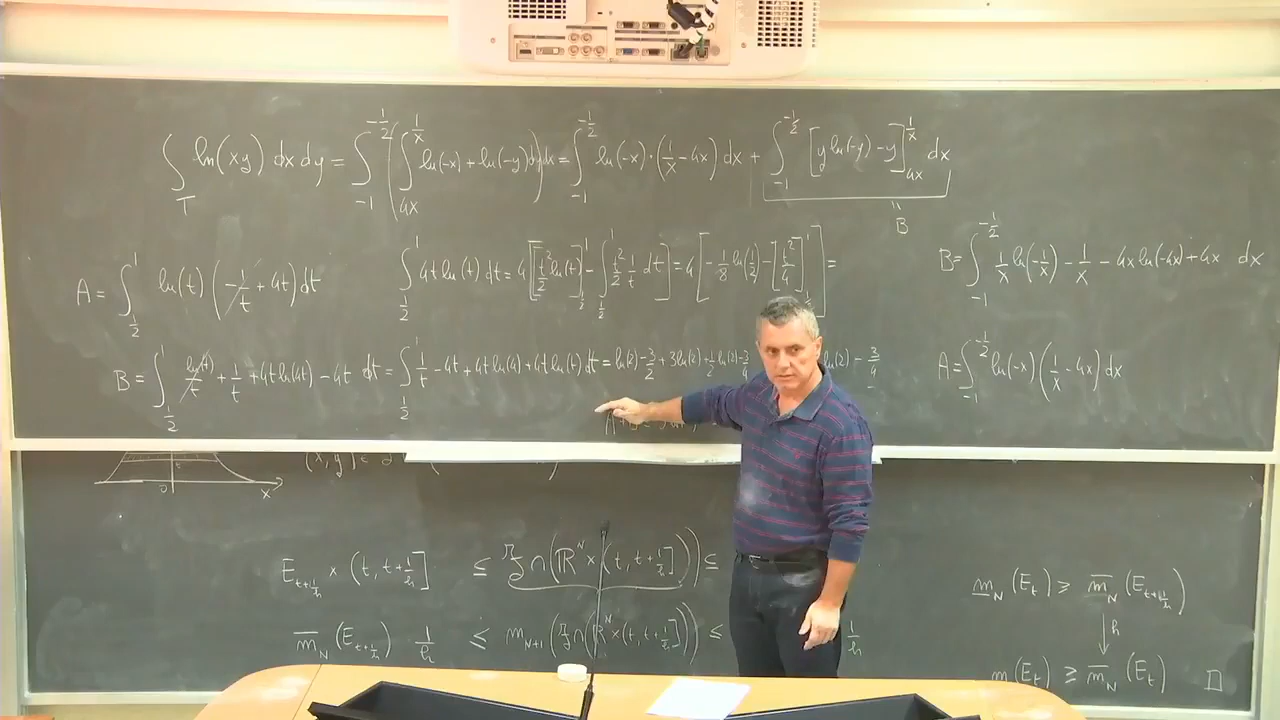 ∫_T ln(xy) dx dy = ∫_{-1}^{-1/2} ( ∫_{4x}^{1/x} ln(-x) + ln(-y) dy ) dx = ∫_{-1}^{-1/2} ln(-x)·(1/x - 4x) dx + ∫_{-1}^{-1/2} [y ln(-y) - y]_{4x}^{1/x} dx
" B
A = ∫_{1/2}^{1} ln(t) (-1/t + 4t) dt
∫_{1/2}^{1} 4t ln(t) dt = 4[[t²/2 ln(t)]_{1/2}^{1} - ∫_{1/2}^{1} t²/2 1/t dt] = 4[-1/8 ln(1/2) - [t²/4]_{1/2}^{1}] =
B = ∫_{-1}^{-1/2} 1/x ln(-1/x) - 1/x - 4x ln(-4x) + 4x dx
B = ∫_{1/2}^{1} ln(t)/t + 1/t + 4t ln(4t) - 4t dt = ∫_{1/2}^{1} 1/t - 4t + 4t ln(4) + 4t ln(t) dt = ln(2) - 3/2 + 3 ln(2) + 1/2 ln(2) - 3/4
ln(2) - 3/4
A = ∫_{-1}^{-1/2} ln(-x) (1/x - 4x) dx
t
0 x
(x, y) ∈
E_{t+1/h} × (t, t+1/h] ⊆ ∩ (ℝ^N × (t, t+1/h]) ⊆
m̅_N (E_{t+1/h}) 1/h ≤ m_{N+1} ( ∩ (ℝ^N × (t, t+1/h])) ≤ 1/h
m̲_N (E_t) ≥ m̅_N (E_{t+1/h})
↓ h
m(E_t) ≥ m̅_N (E_t) □